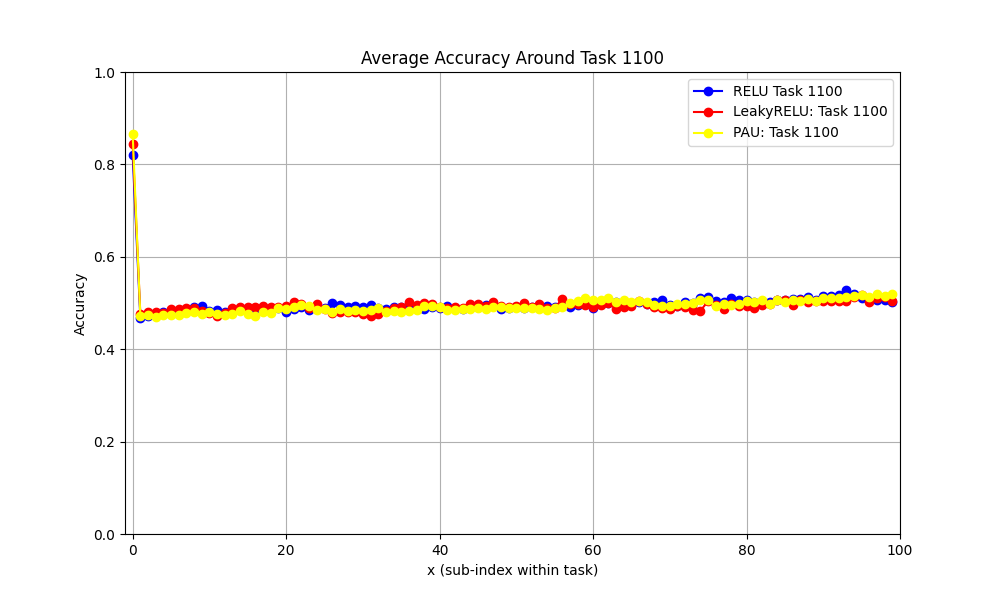 Average Accuracy Around Task 1100
RELU Task 1100
LeakyRELU: Task 1100
PAU: Task 1100
Accuracy
1.0
0.8
0.6
0.4
0.2
0.0
0 20 40 60 80 100
x (sub-index within task)